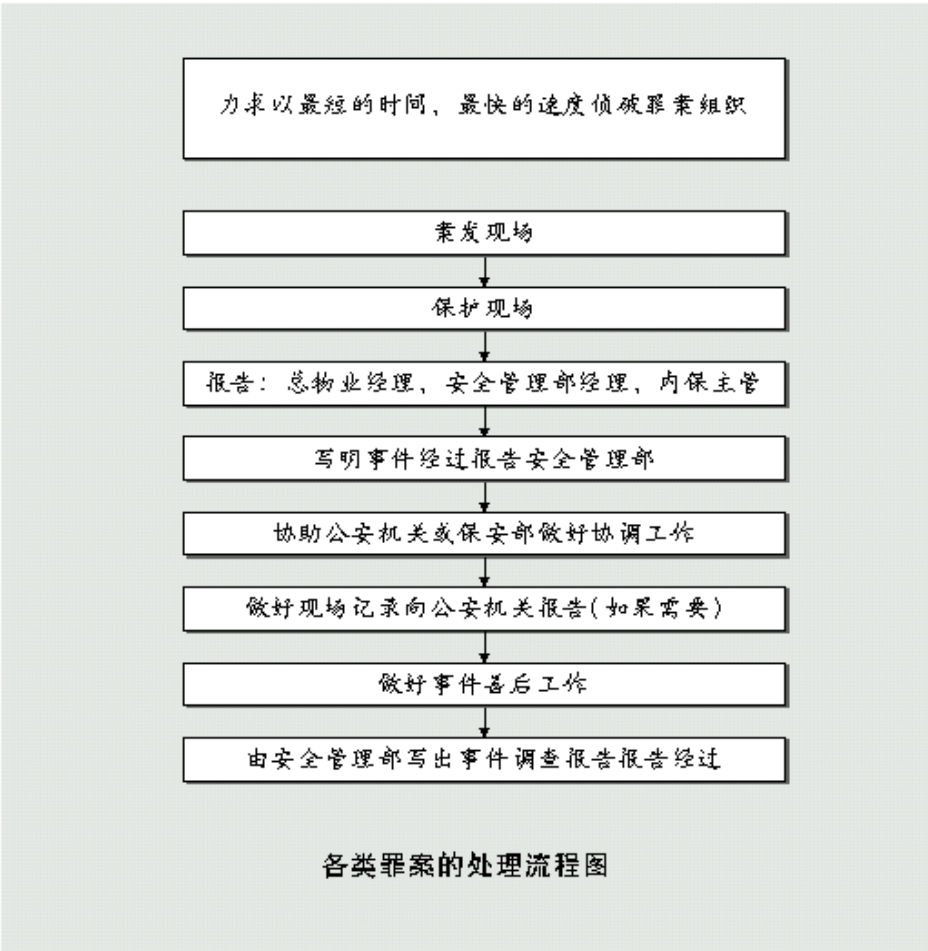 力求以最短的时间，最快的速度侦破罪案组织
案发现场
保护现场
报告：总物业经理，安全管理部经理，内保主管
写明事件经过报告安全管理部
协助公安机关或保安部做好协调工作
做好现场记录向公安机关报告(如果需要)
做好事件善后工作
由安全管理部写出事件调查报告报告经过
各类罪案的处理流程图